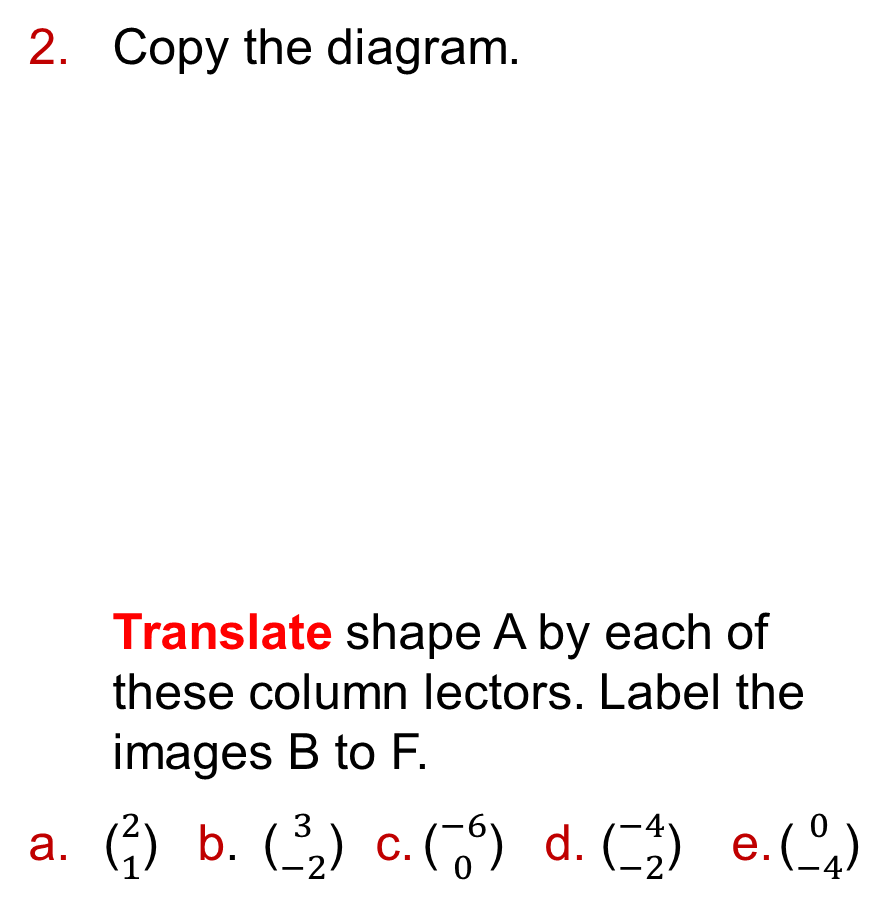 2. Copy the diagram.
Translate shape A by each of
these column lectors. Label the
images B to F.
a. (2 1) b. (3 −2) c. (−6 0) d. (−4 −2) e. (0 −4)